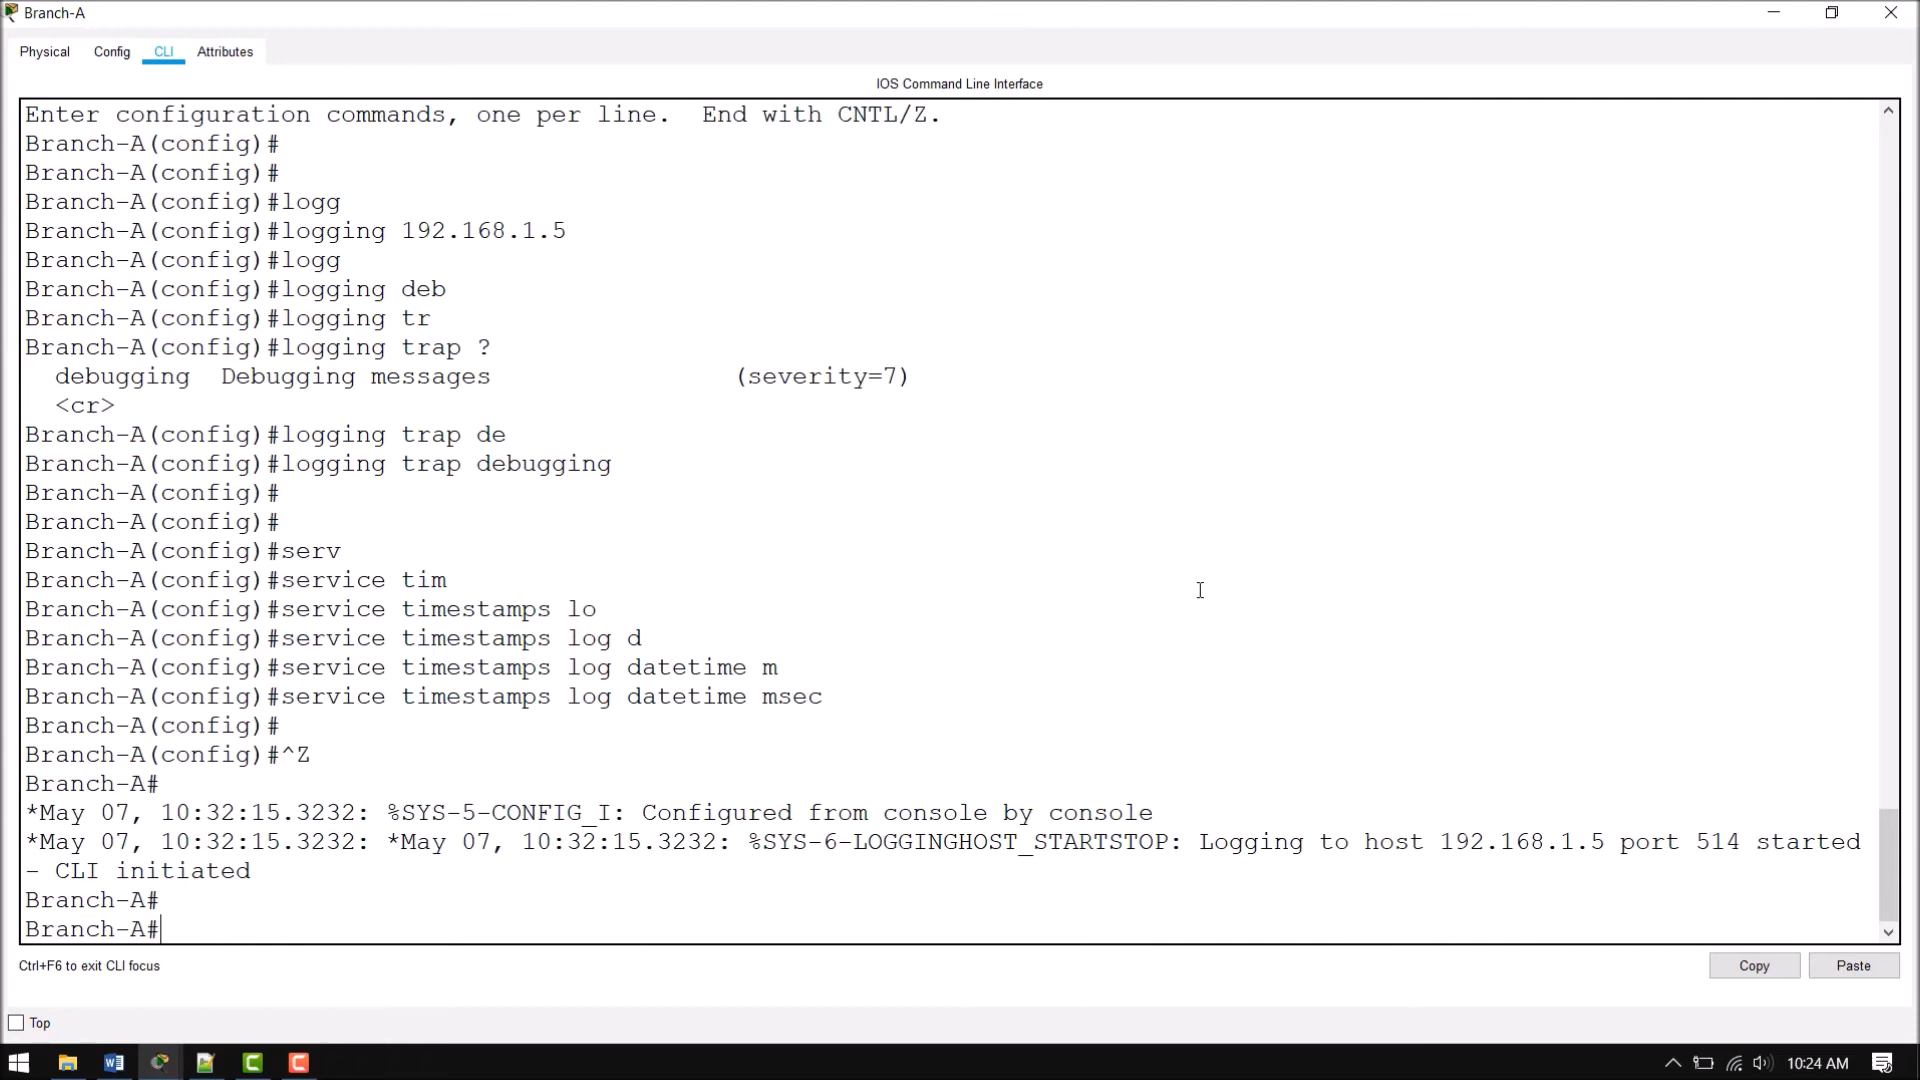 Branch-A
Physical Config CLI Attributes
IOS Command Line Interface
Enter configuration commands, one per line.  End with CNTL/Z.
Branch-A(config)#
Branch-A(config)#
Branch-A(config)#logg
Branch-A(config)#logging 192.168.1.5
Branch-A(config)#logg
Branch-A(config)#logging deb
Branch-A(config)#logging tr
Branch-A(config)#logging trap ?
  debugging  Debugging messages                (severity=7)
  <cr>
Branch-A(config)#logging trap de
Branch-A(config)#logging trap debugging
Branch-A(config)#
Branch-A(config)#
Branch-A(config)#serv
Branch-A(config)#service tim
Branch-A(config)#service timestamps lo
Branch-A(config)#service timestamps log d
Branch-A(config)#service timestamps log datetime m
Branch-A(config)#service timestamps log datetime msec
Branch-A(config)#
Branch-A(config)#^Z
Branch-A#
*May 07, 10:32:15.3232: %SYS-5-CONFIG_I: Configured from console by console
*May 07, 10:32:15.3232: *May 07, 10:32:15.3232: %SYS-6-LOGGINGHOST_STARTSTOP: Logging to host 192.168.1.5 port 514 started
- CLI initiated
Branch-A#
Branch-A#
Ctrl+F6 to exit CLI focus
Copy Paste
Top
10:24 AM